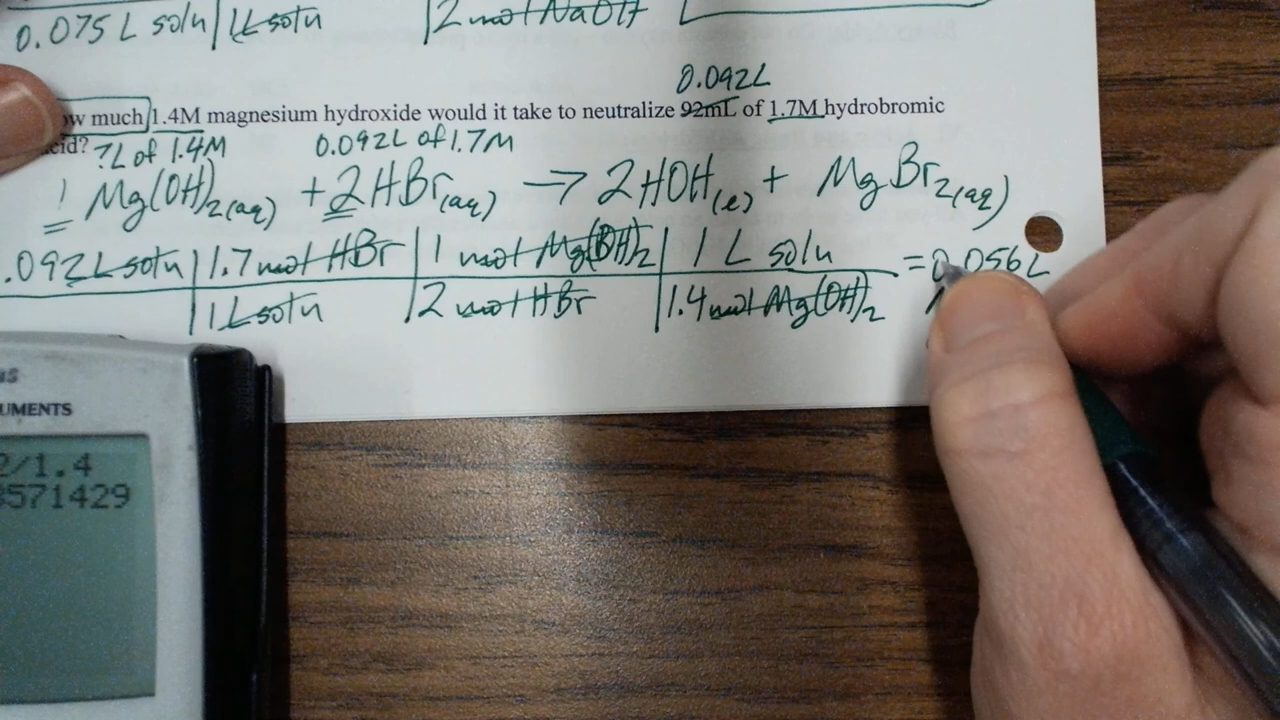 0.075 L soln | 1L soln | 2 mol NaOH
0.092L
much 1.4M magnesium hydroxide would it take to neutralize 92mL of 1.7M hydrobromic
?L of 1.4M 0.092L of 1.7M
1 Mg(OH)2(aq) + 2HBr(aq) → 2HOH(l) + MgBr2(aq)
.092L soln | 1.7 mol HBr | 1 mol Mg(OH)2 | 1 L soln = 0.056L
1L soln | 2 mol HBr | 1.4 mol Mg(OH)2
UMENTS
2/1.4
8571429